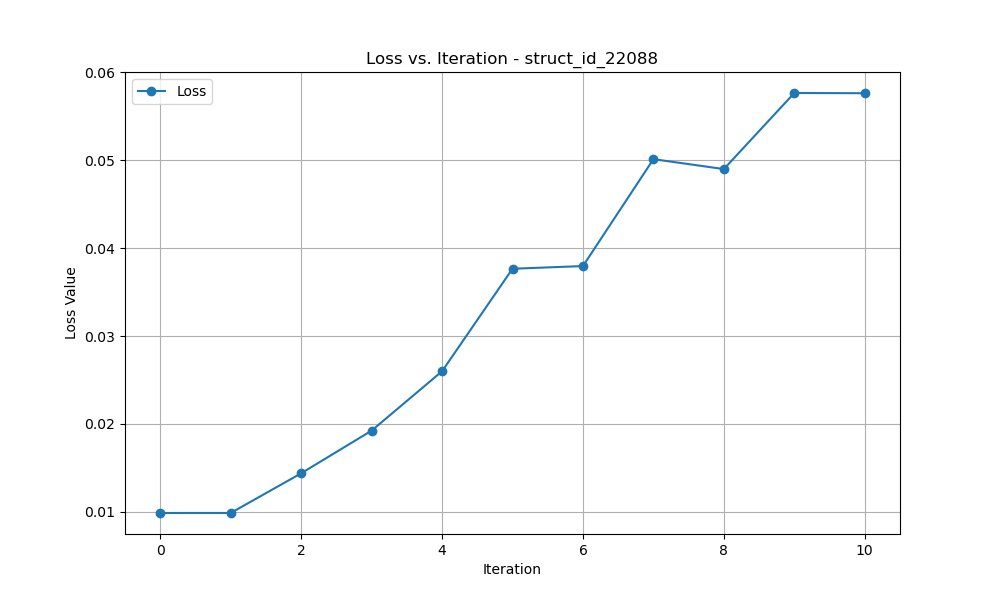 Loss vs. Iteration - struct_id_22088
Loss
0.06
0.05
0.04
0.03
0.02
0.01
Loss Value
0 2 4 6 8 10
Iteration